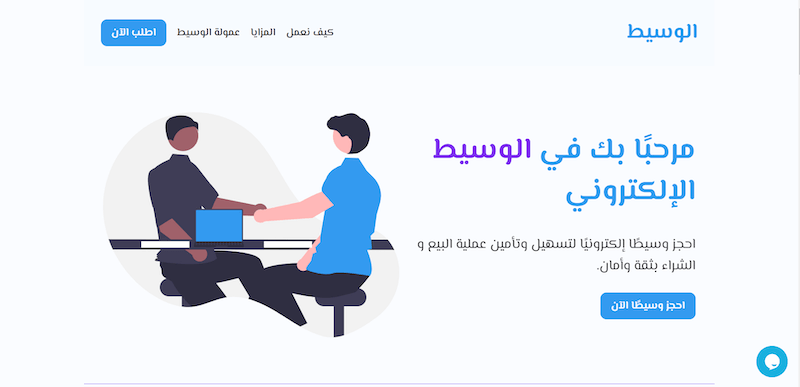 الوسيط
كيف نعمل
المزايا
عمولة الوسيط
اطلب الآن
مرحبًا بك في الوسيط
الإلكتروني
احجز وسيطًا إلكترونيًا لتسهيل وتأمين عملية البيع و
الشراء بثقة وأمان.
احجز وسيطًا الآن